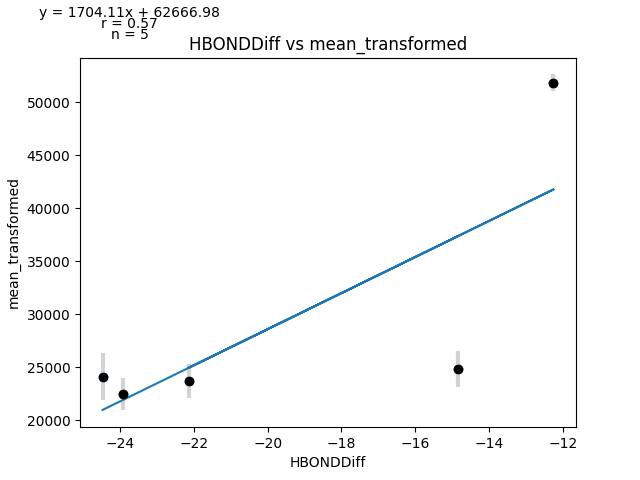 y = 1704.11x + 62666.98
r = 0.57
n = 5
HBONDDiff vs mean_transformed
50000
45000
40000
35000
30000
25000
20000
mean_transformed
−24
−22
−20
−18
−16
−14
−12
HBONDDiff